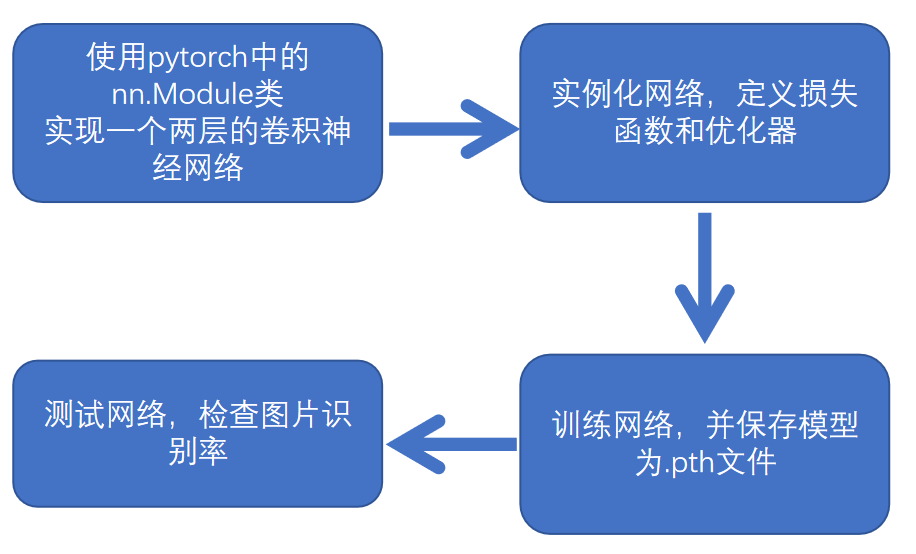 使用pytorch中的
nn.Module类
实现一个两层的卷积神
经网络
实例化网络，定义损失
函数和优化器
训练网络，并保存模型
为.pth文件
测试网络，检查图片识
别率